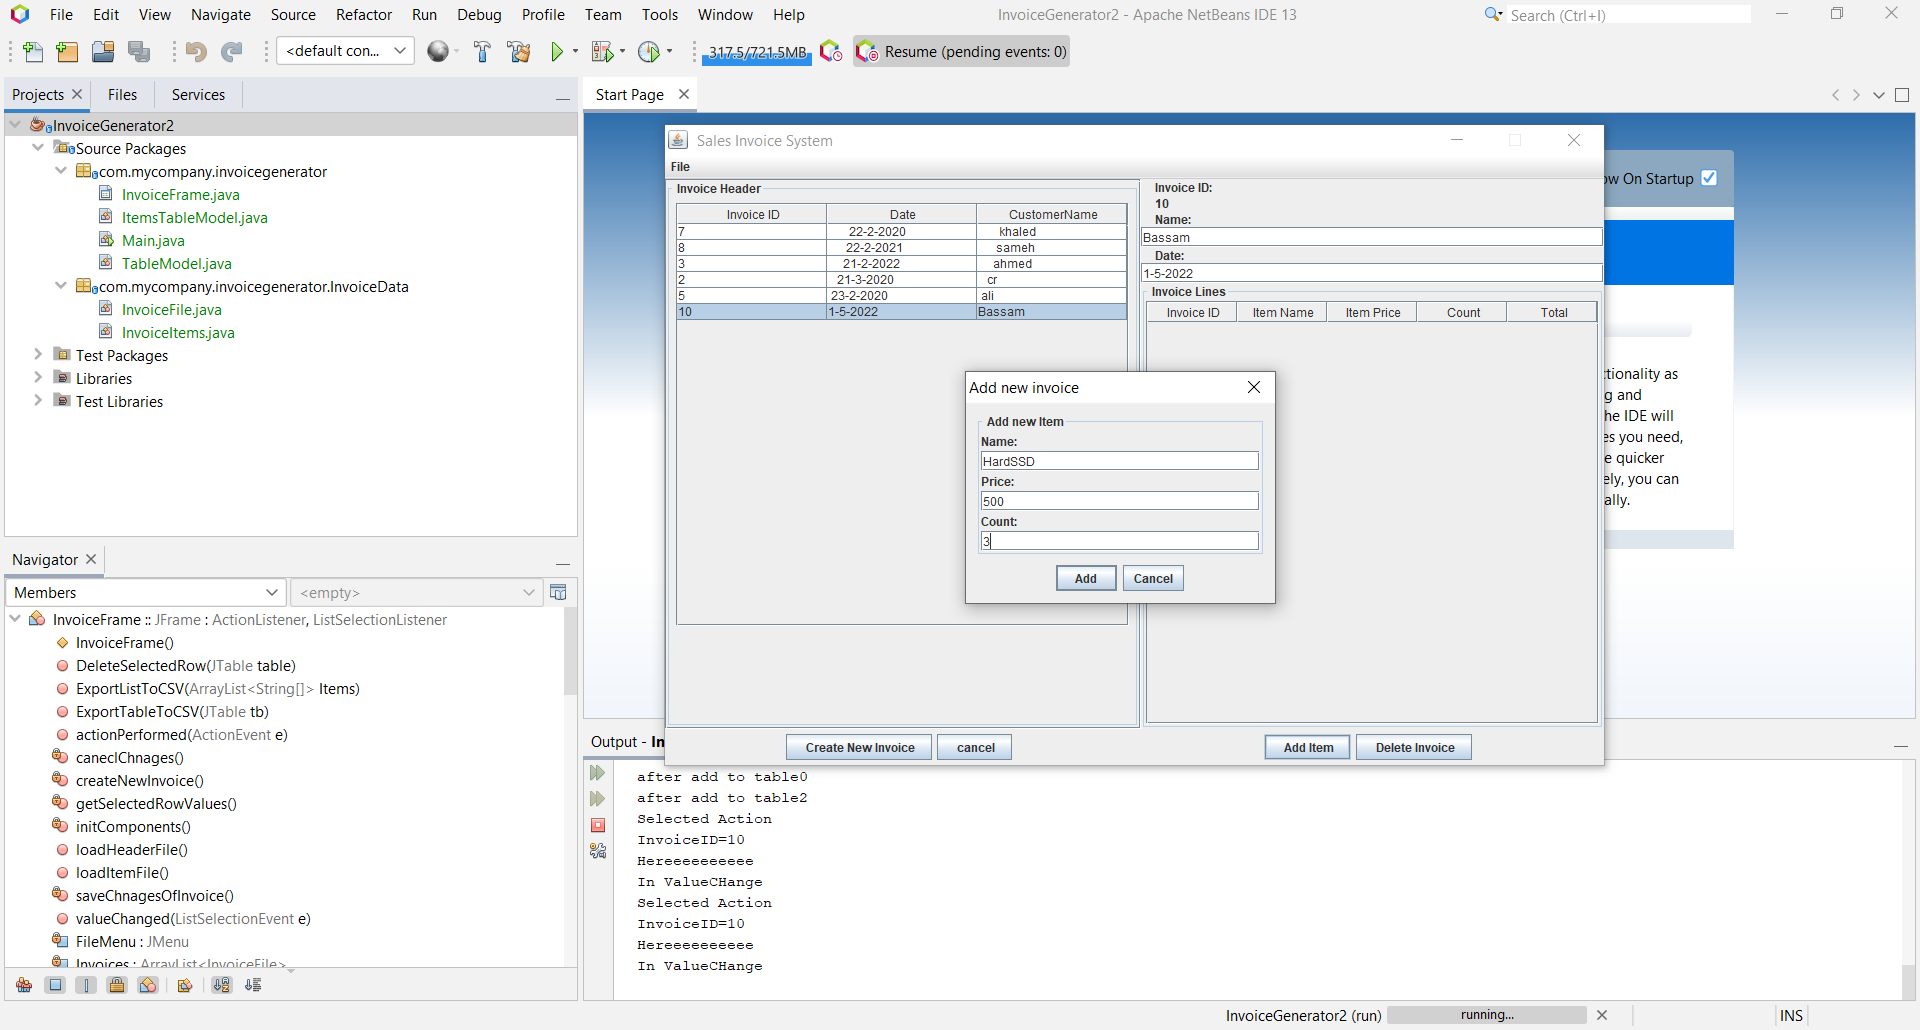 File Edit View Navigate Source Refactor Run Debug Profile Team Tools Window Help
InvoiceGenerator2 - Apache NetBeans IDE 13
Search (Ctrl+I)
<default con...
317.5/721.5MB
Resume (pending events: 0)
Projects Files Services
InvoiceGenerator2
Source Packages
com.mycompany.invoicegenerator
InvoiceFrame.java
ItemsTableModel.java
Main.java
TableModel.java
com.mycompany.invoicegenerator.InvoiceData
InvoiceFile.java
InvoiceItems.java
Test Packages
Libraries
Test Libraries
Navigator
Members
<empty>
InvoiceFrame :: JFrame : ActionListener, ListSelectionListener
InvoiceFrame()
DeleteSelectedRow(JTable table)
ExportListToCSV(ArrayList<String[]> Items)
ExportTableToCSV(JTable tb)
actionPerformed(ActionEvent e)
caneclChnages()
createNewInvoice()
getSelectedRowValues()
initComponents()
loadHeaderFile()
loadItemFile()
saveChnagesOfInvoice()
valueChanged(ListSelectionEvent e)
FileMenu : JMenu
Invoices : ArrayList<InvoiceFile>
Start Page
ow On Startup
ctionality as
g and
he IDE will
es you need,
e quicker
ely, you can
ally.
Sales Invoice System
File
Invoice Header
Invoice ID Date CustomerName
7 22-2-2020 khaled
8 22-2-2021 sameh
3 21-2-2022 ahmed
2 21-3-2020 cr
5 23-2-2020 ali
10 1-5-2022 Bassam
Invoice ID:
10
Name:
Bassam
Date:
1-5-2022
Invoice Lines
Invoice ID Item Name Item Price Count Total
Add new invoice
Add new Item
Name:
HardSSD
Price:
500
Count:
3
Add Cancel
Create New Invoice cancel
Add Item Delete Invoice
Output - In
after add to table0
after add to table2
Selected Action
InvoiceID=10
Hereeeeeeeeee
In ValueCHange
Selected Action
InvoiceID=10
Hereeeeeeeeee
In ValueCHange
InvoiceGenerator2 (run) running... INS